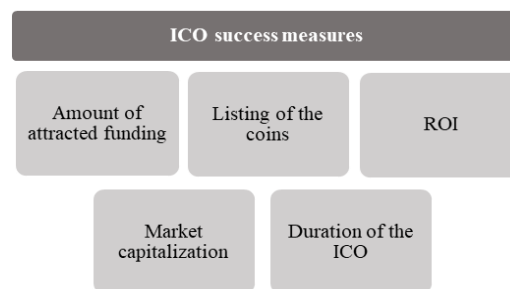 ICO success measures
Amount of
attracted funding
Listing of the
coins
ROI
Market
capitalization
Duration of the
ICO